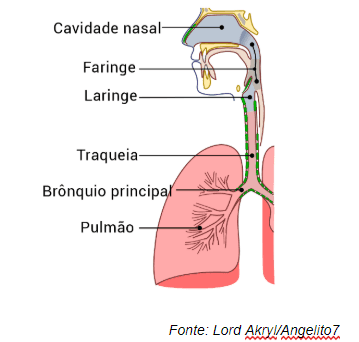 Cavidade nasal
Faringe
Laringe
Traqueia
Brônquio principal
Pulmão
Fonte: Lord Akryl/Angelito7